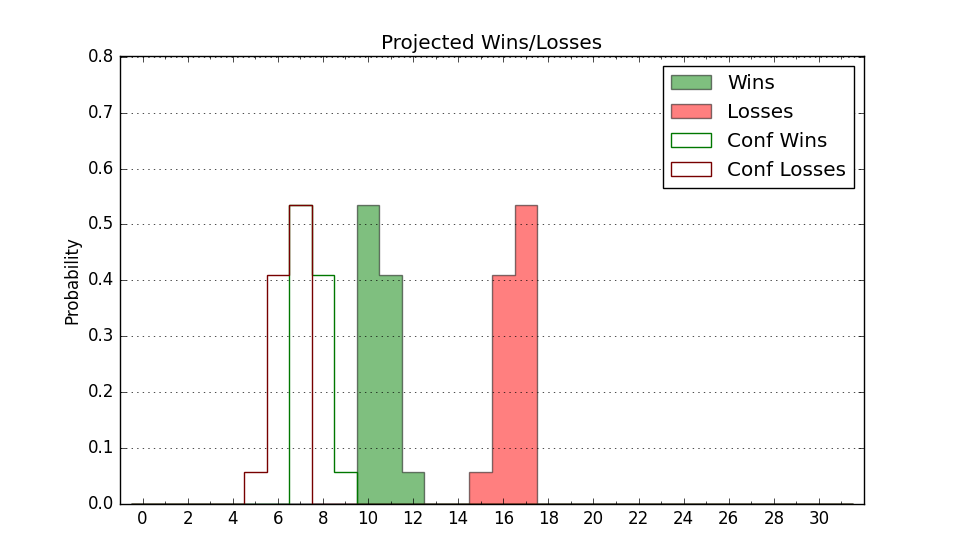 Projected Wins/Losses
0.8
0.7
0.6
0.5
0.4
0.3
0.2
0.1
0.0
Probability
Wins
Losses
Conf Wins
Conf Losses
0 2 4 6 8 10 12 14 16 18 20 22 24 26 28 30